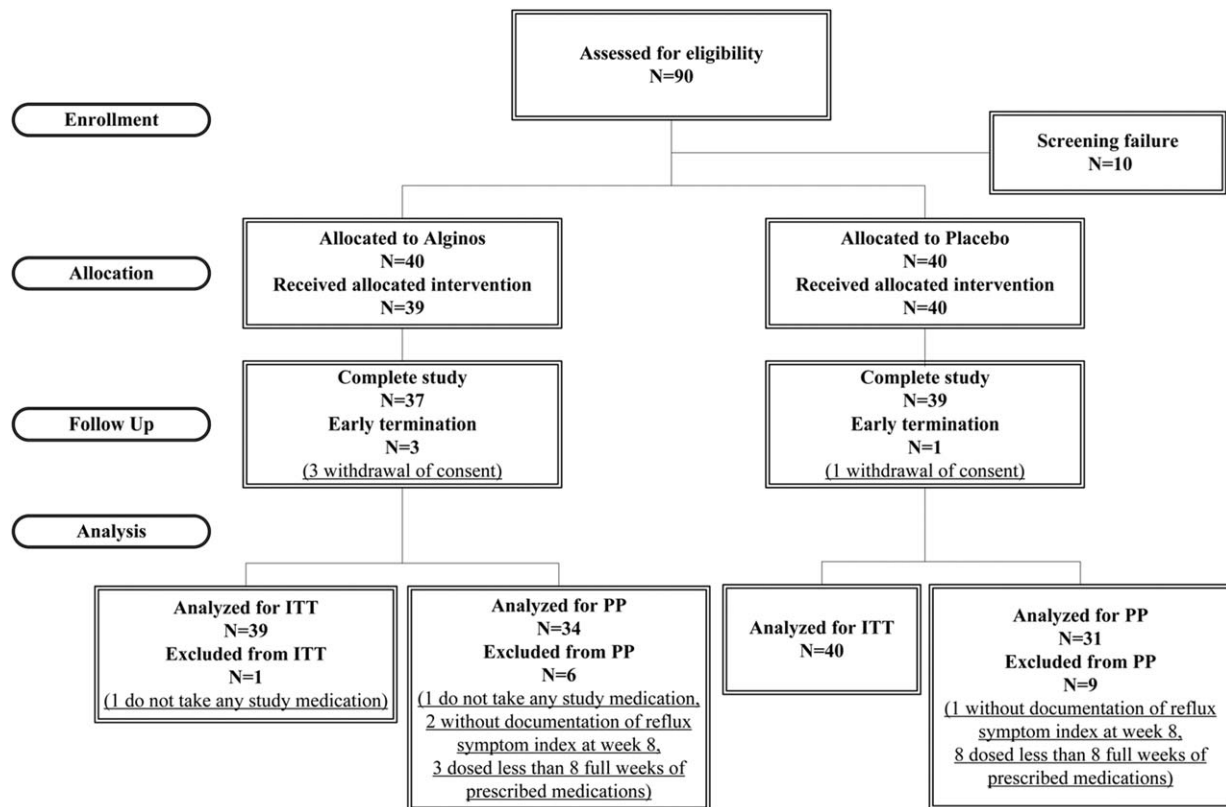 Assessed for eligibility
N=90
Enrollment
Screening failure
N=10
Allocation
Allocated to Alginos
N=40
Received allocated intervention
N=39
Allocated to Placebo
N=40
Received allocated intervention
N=40
Follow Up
Complete study
N=37
Early termination
N=3
(3 withdrawal of consent)
Complete study
N=39
Early termination
N=1
(1 withdrawal of consent)
Analysis
Analyzed for ITT
N=39
Excluded from ITT
N=1
(1 do not take any study medication)
Analyzed for PP
N=34
Excluded from PP
N=6
(1 do not take any study medication,
2 without documentation of reflux
symptom index at week 8,
3 dosed less than 8 full weeks of
prescribed medications)
Analyzed for ITT
N=40
Analyzed for PP
N=31
Excluded from PP
N=9
(1 without documentation of reflux
symptom index at week 8,
8 dosed less than 8 full weeks of
prescribed medications)